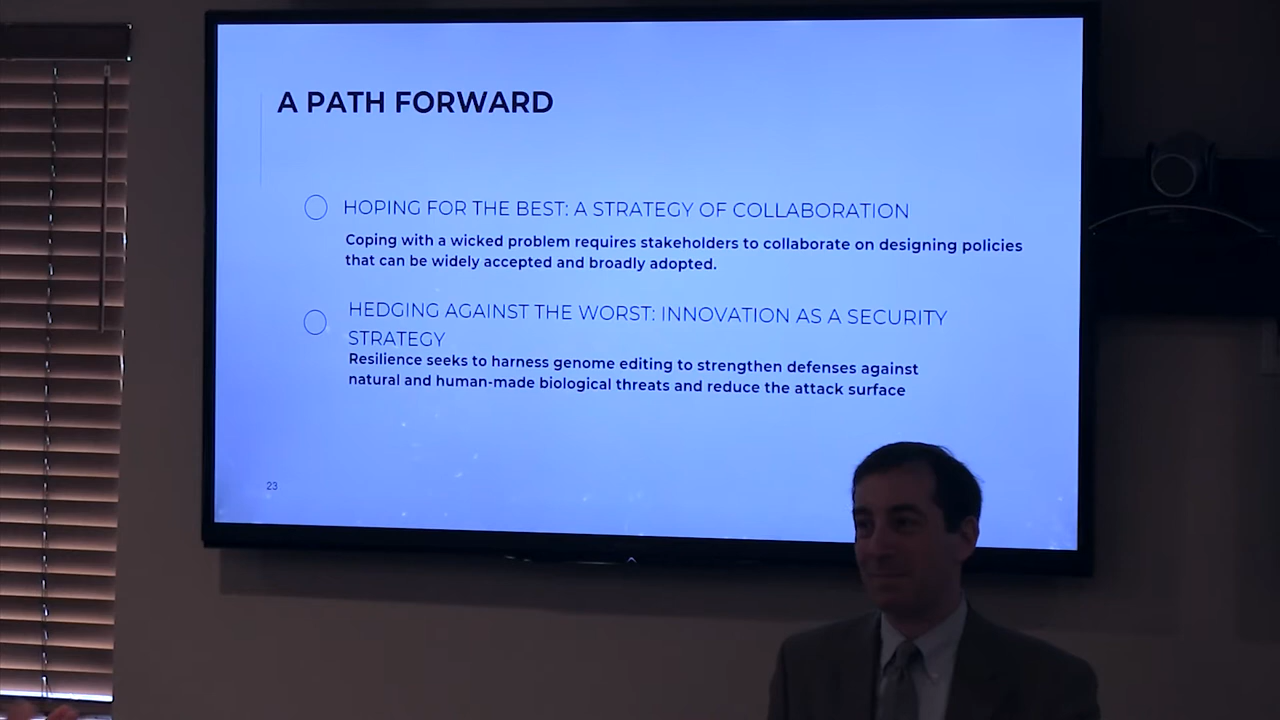 A PATH FORWARD
HOPING FOR THE BEST: A STRATEGY OF COLLABORATION
Coping with a wicked problem requires stakeholders to collaborate on designing policies
that can be widely accepted and broadly adopted.
HEDGING AGAINST THE WORST: INNOVATION AS A SECURITY
STRATEGY
Resilience seeks to harness genome editing to strengthen defenses against
natural and human-made biological threats and reduce the attack surface
23